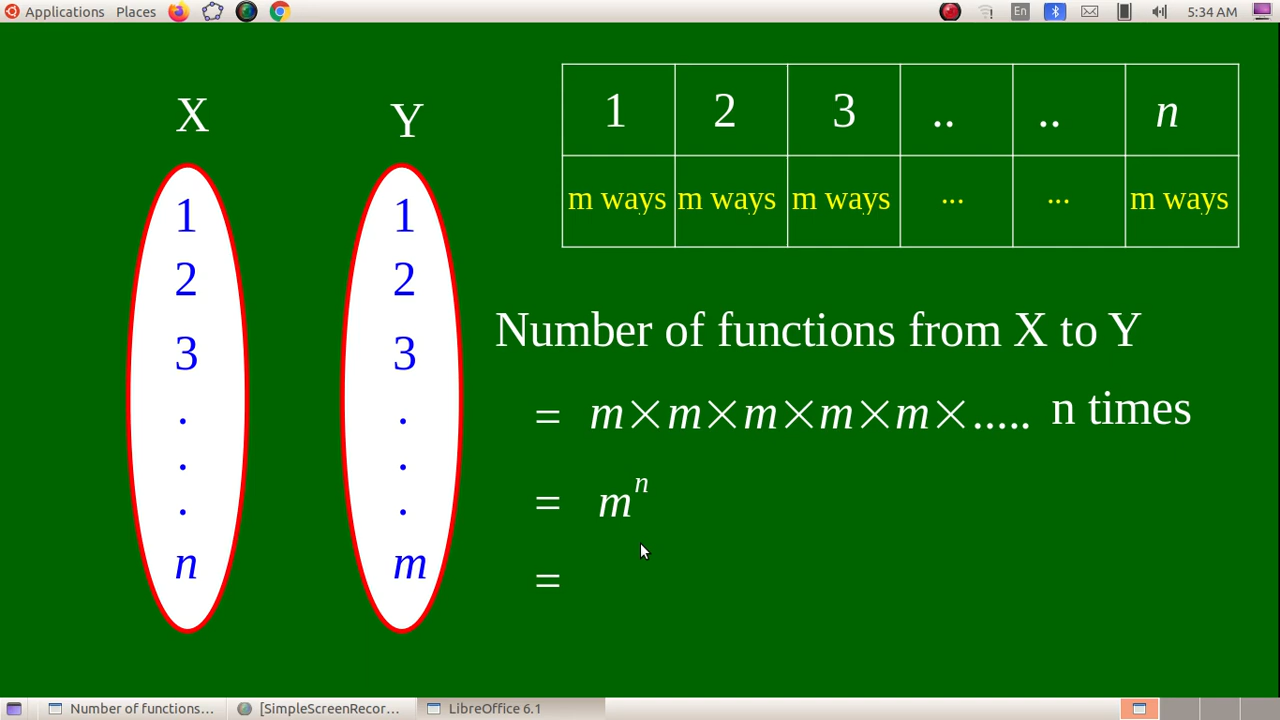 Applications Places En 5:34 AM
X Y
1 2 3 .. .. n
m ways m ways m ways ... ... m ways
1 1
2 2
3 3
. .
. .
. .
n m
Number of functions from X to Y
= m×m×m×m×m×..... n times
= mⁿ
=
Number of functions... [SimpleScreenRecor... LibreOffice 6.1